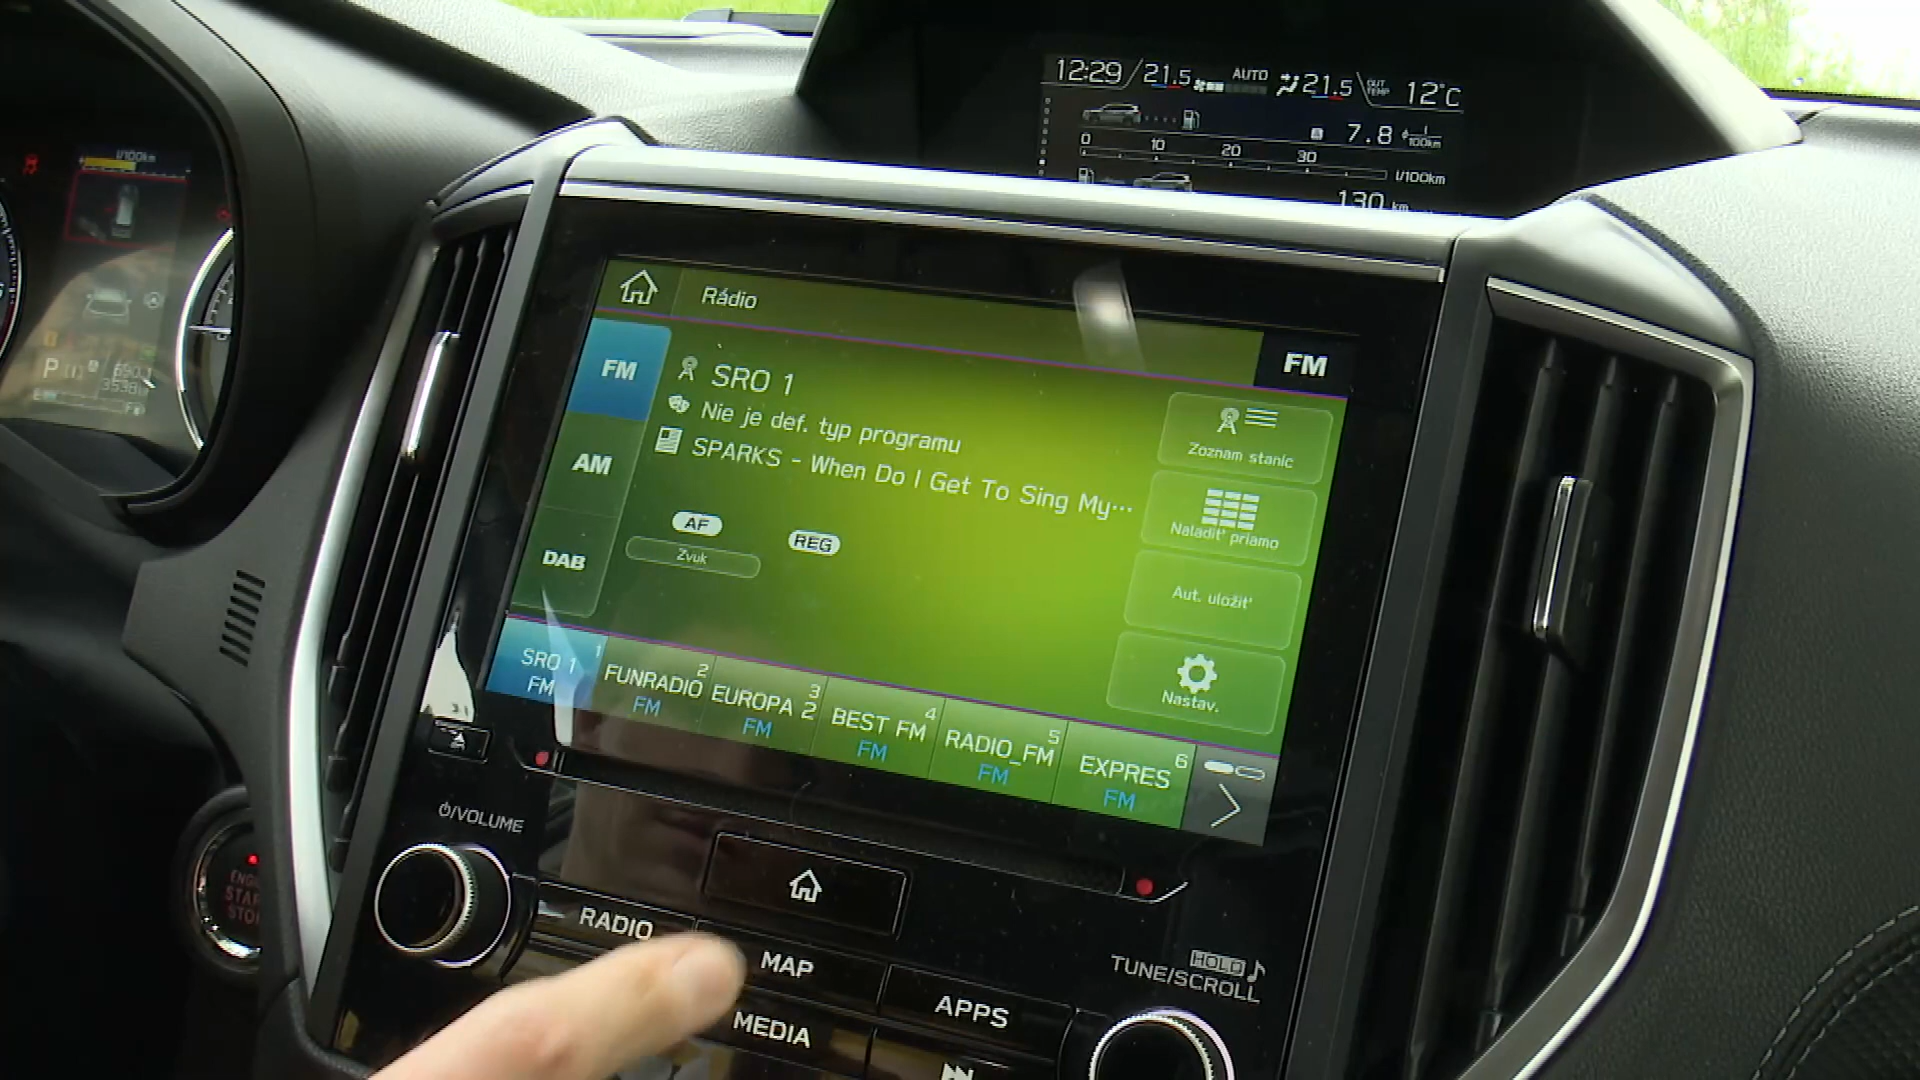 12:29 21.5 AUTO 21.5 OUT TEMP 12°C
A 7.8 l/100km
0 10 20 30 l/100km
130 km
l/100km
P
Rádio
FM
FM
AM
DAB
SRO 1
Nie je def. typ programu
SPARKS - When Do I Get To Sing My...
AF
REG
Zvuk
Zoznam staníc
Naladiť priamo
Aut. uložiť
Nastav.
SRO 1 1 FM
FUNRADIO 2 FM
EUROPA 2 3 FM
BEST FM 4 FM
RADIO_FM 5 FM
EXPRES 6 FM
/VOLUME
RADIO
MAP
APPS
MEDIA
HOLD
TUNE/SCROLL
START
STOP